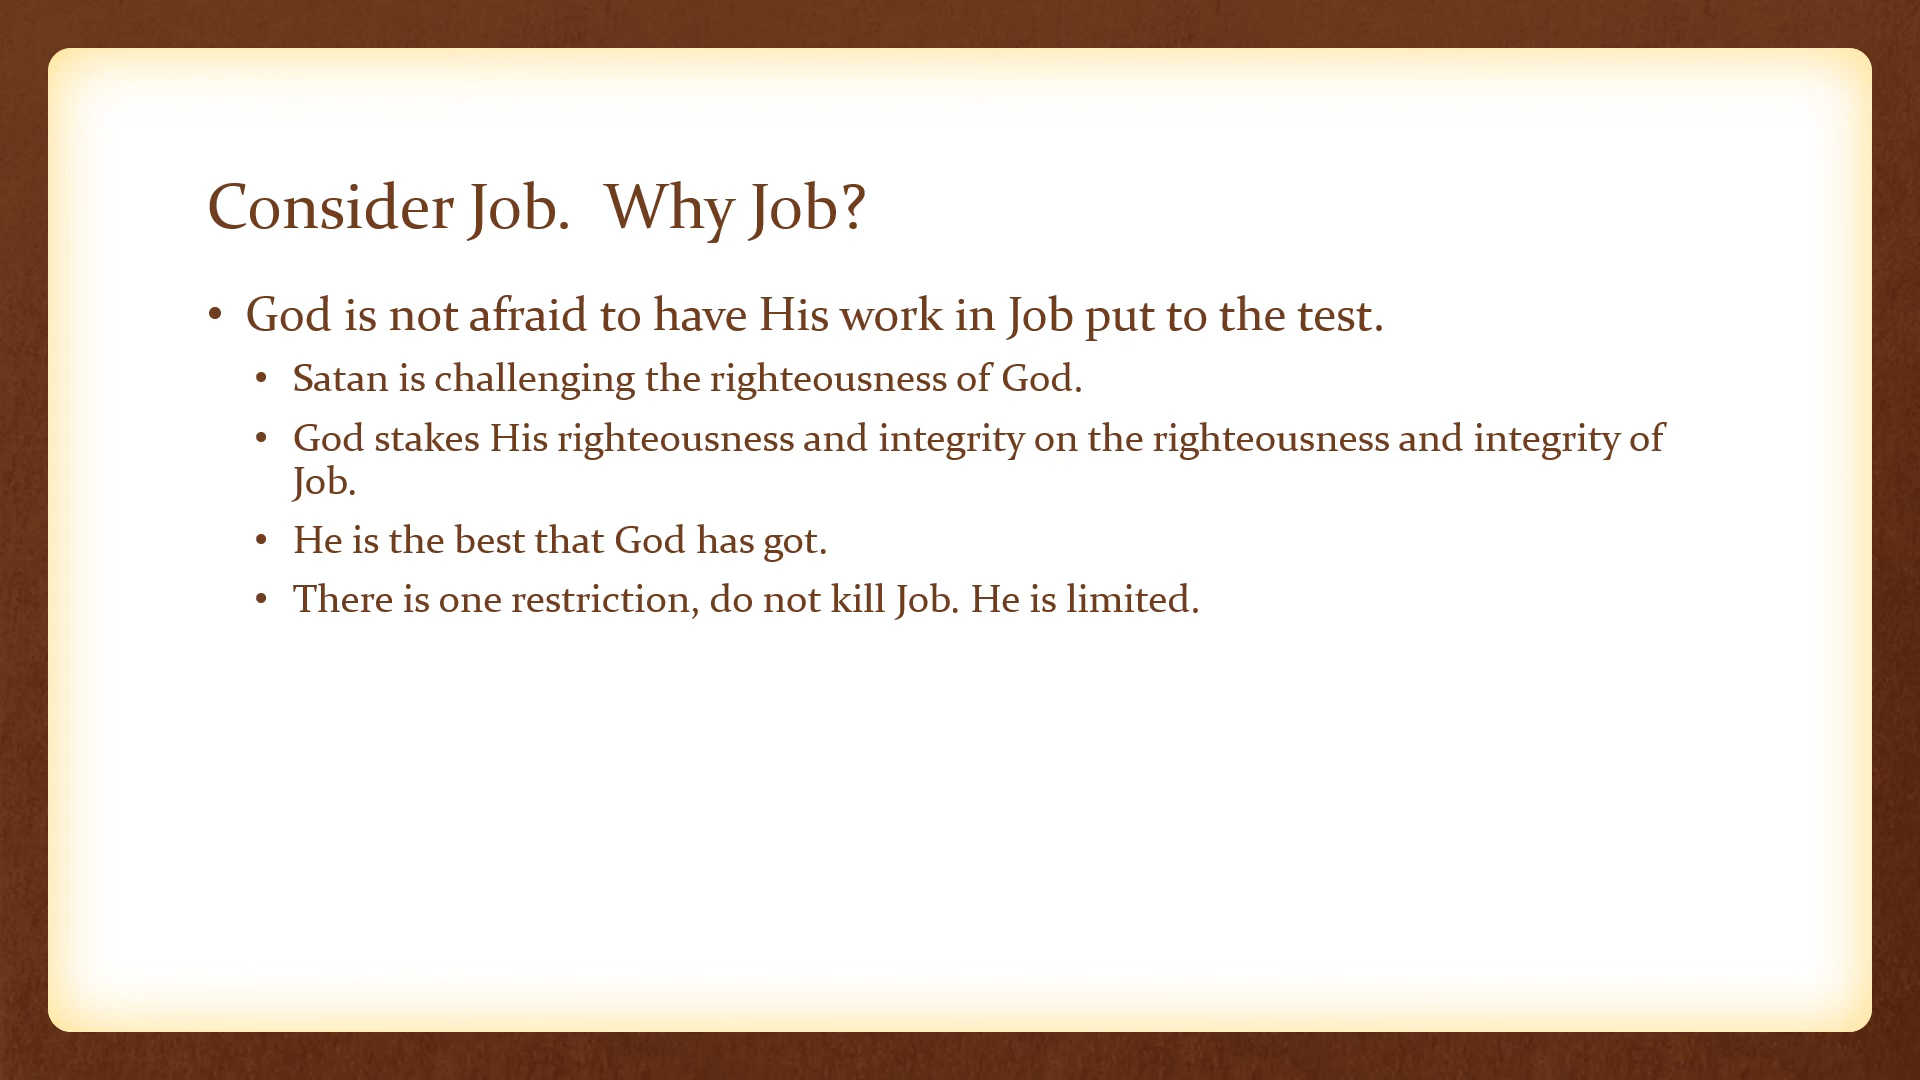 Consider Job.  Why Job?
• God is not afraid to have His work in Job put to the test.
• Satan is challenging the righteousness of God.
• God stakes His righteousness and integrity on the righteousness and integrity of
Job.
• He is the best that God has got.
• There is one restriction, do not kill Job. He is limited.